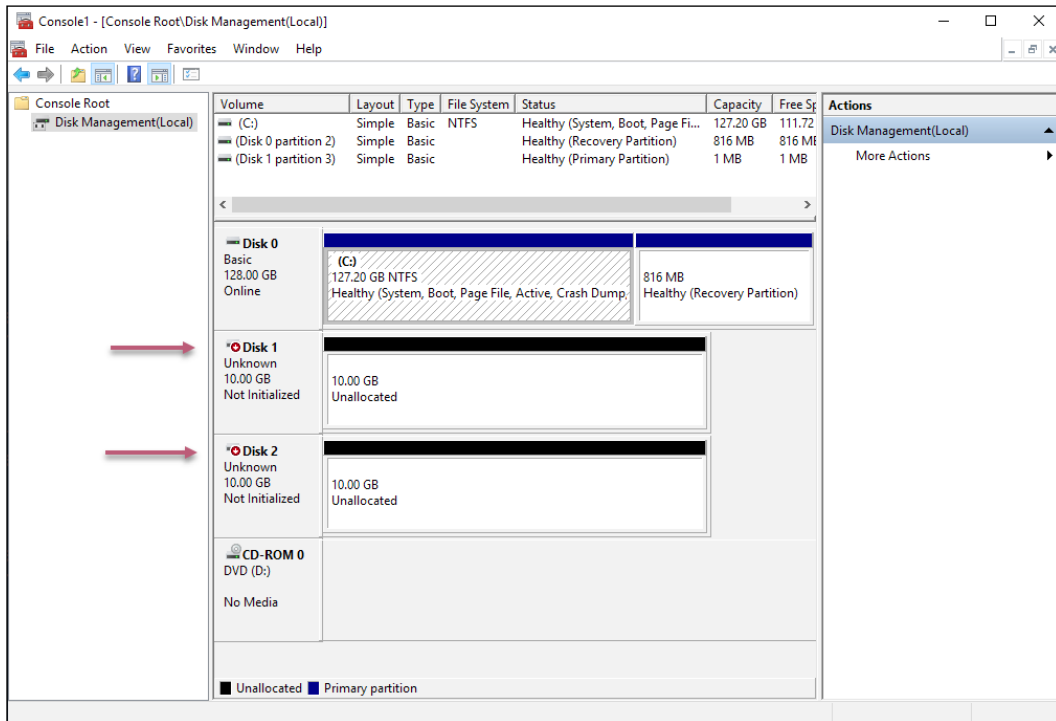 Console1 - [Console Root\Disk Management(Local)]
File Action View Favorites Window Help
Console Root
Disk Management(Local)
Volume Layout Type File System Status Capacity Free Sp
(C:) Simple Basic NTFS Healthy (System, Boot, Page Fi... 127.20 GB 111.72
(Disk 0 partition 2) Simple Basic Healthy (Recovery Partition) 816 MB 816 MB
(Disk 1 partition 3) Simple Basic Healthy (Primary Partition) 1 MB 1 MB
Actions
Disk Management(Local)
More Actions
Disk 0
Basic
128.00 GB
Online
(C:)
127.20 GB NTFS
Healthy (System, Boot, Page File, Active, Crash Dump,
816 MB
Healthy (Recovery Partition)
Disk 1
Unknown
10.00 GB
Not Initialized
10.00 GB
Unallocated
Disk 2
Unknown
10.00 GB
Not Initialized
10.00 GB
Unallocated
CD-ROM 0
DVD (D:)
No Media
Unallocated Primary partition